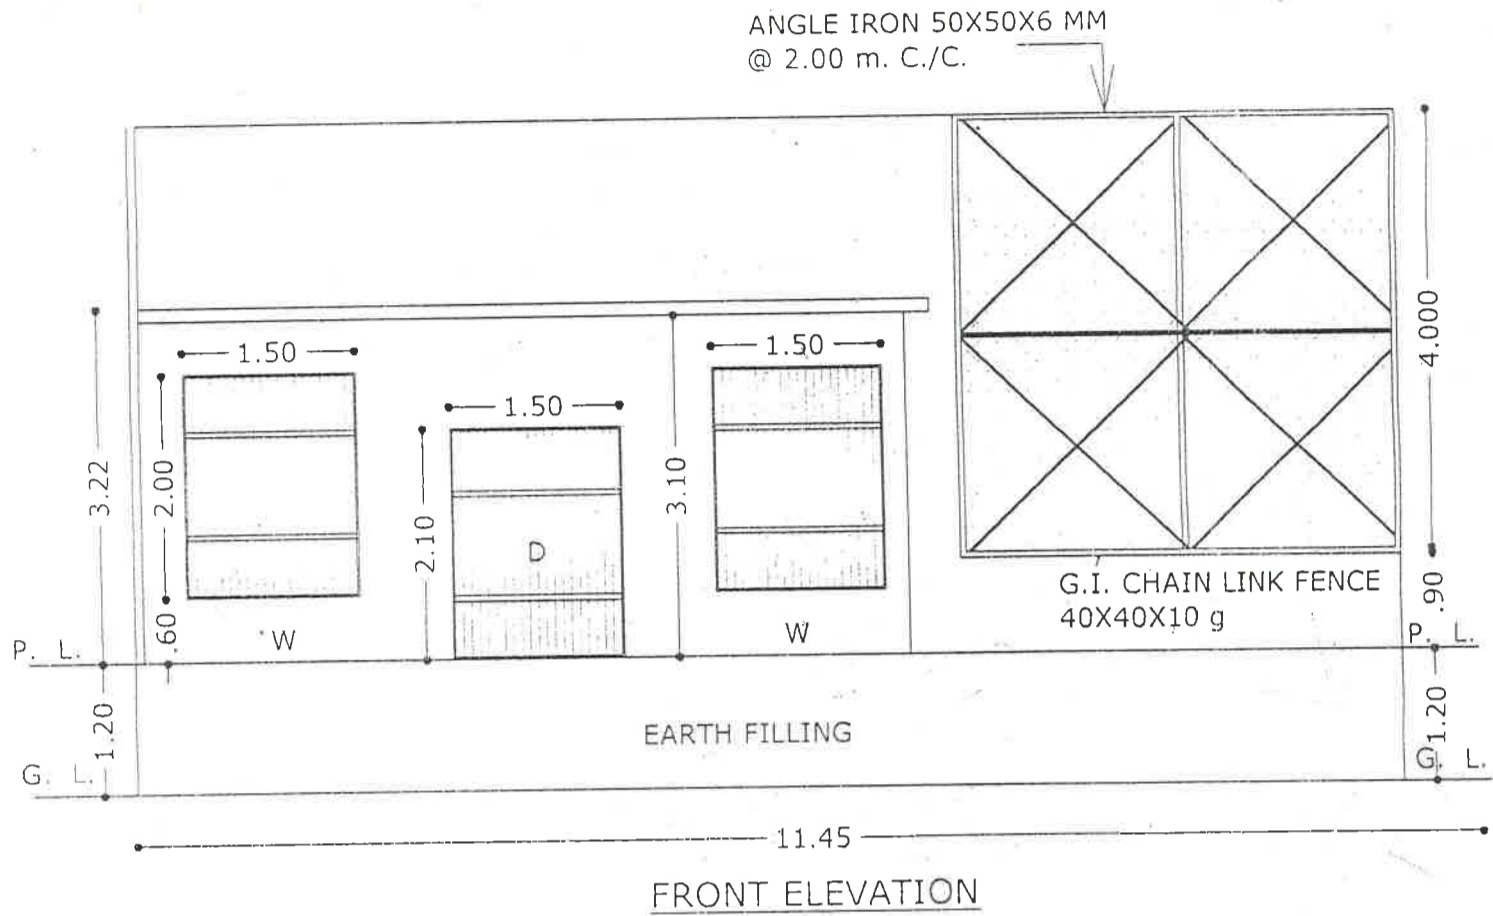 ANGLE IRON 50X50X6 MM
@ 2.00 m. C./C.
4.000
1.50
1.50
1.50
3.22
2.00
2.10
3.10
D
G.I. CHAIN LINK FENCE
40X40X10 g
.90
.60
W
W
P. L.
P. L.
1.20
EARTH FILLING
1.20
G. L.
G. L.
11.45
FRONT ELEVATION